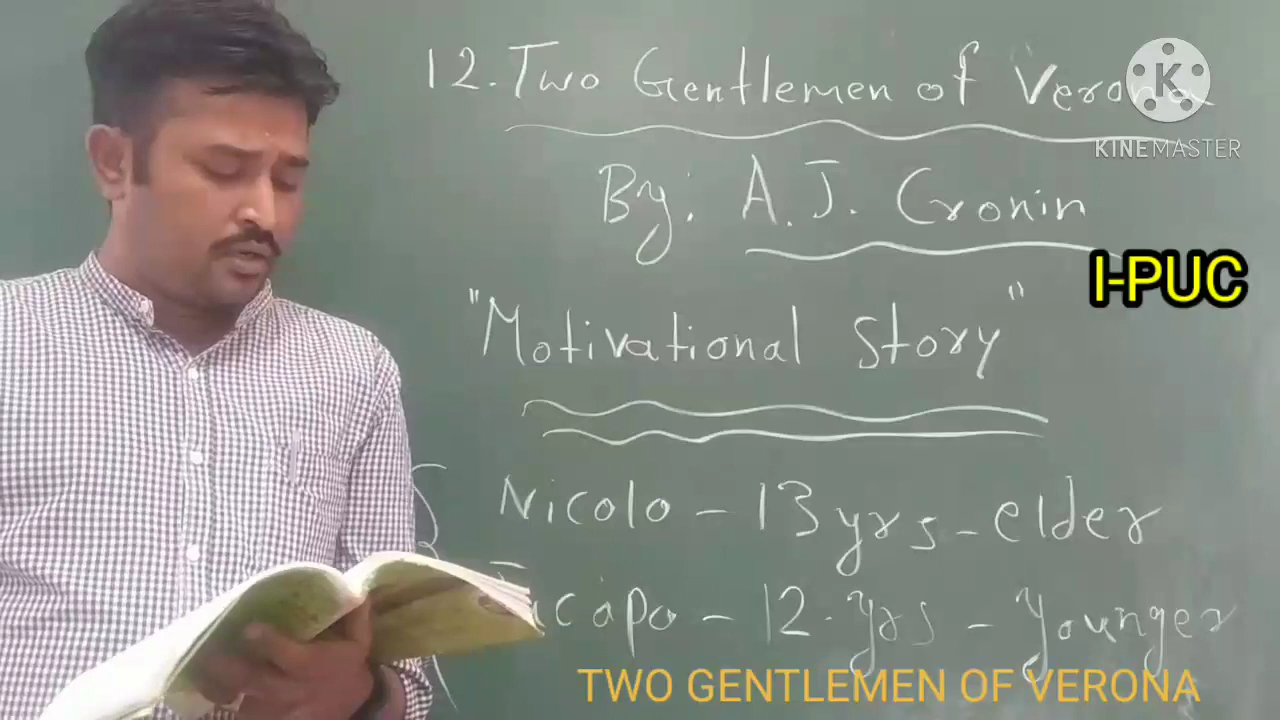 12. Two Gentlemen of Verona
KINEMASTER
By: A.J. Cronin
I-PUC
"Motivational Story"
Nicolo - 13 yrs - elder
- 12. Yrs - Younger
TWO GENTLEMEN OF VERONA